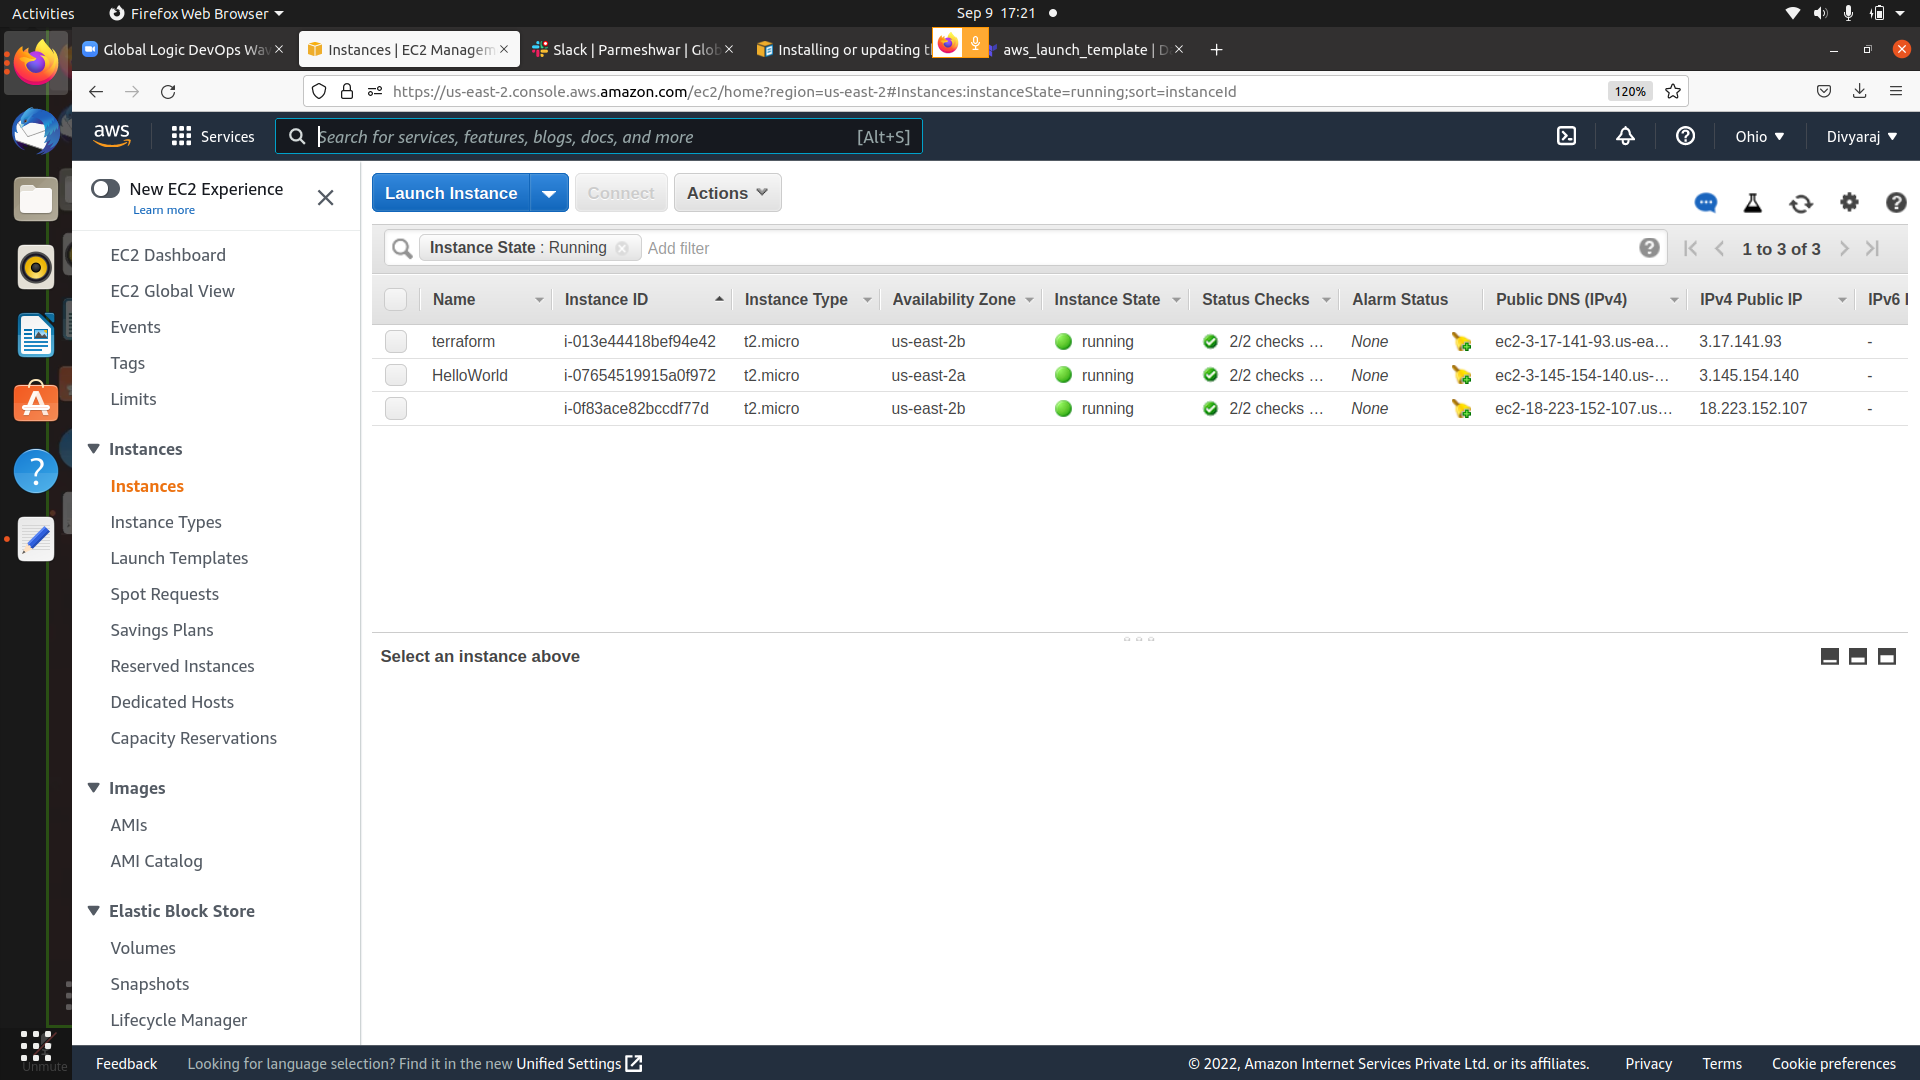 Activities
Firefox Web Browser
Sep 9 17:21
Global Logic DevOps Wav
Instances | EC2 Managem
Slack | Parmeshwar | Glob
Installing or updating th
aws_launch_template | D
https://us-east-2.console.aws.amazon.com/ec2/home?region=us-east-2#Instances:instanceState=running;sort=instanceId
120%
aws
Services
Search for services, features, blogs, docs, and more
[Alt+S]
Ohio
Divyaraj
New EC2 Experience
Learn more
EC2 Dashboard
EC2 Global View
Events
Tags
Limits
Instances
Instances
Instance Types
Launch Templates
Spot Requests
Savings Plans
Reserved Instances
Dedicated Hosts
Capacity Reservations
Images
AMIs
AMI Catalog
Elastic Block Store
Volumes
Snapshots
Lifecycle Manager
Launch Instance
Connect
Actions
Instance State : Running
Add filter
1 to 3 of 3
Name Instance ID Instance Type Availability Zone Instance State Status Checks Alarm Status Public DNS (IPv4) IPv4 Public IP IPv6
terraform i-013e44418bef94e42 t2.micro us-east-2b running 2/2 checks ... None ec2-3-17-141-93.us-ea... 3.17.141.93 -
HelloWorld i-07654519915a0f972 t2.micro us-east-2a running 2/2 checks ... None ec2-3-145-154-140.us-... 3.145.154.140 -
i-0f83ace82bccdf77d t2.micro us-east-2b running 2/2 checks ... None ec2-18-223-152-107.us... 18.223.152.107 -
Select an instance above
Unmute
Feedback
Looking for language selection? Find it in the new Unified Settings
© 2022, Amazon Internet Services Private Ltd. or its affiliates.
Privacy
Terms
Cookie preferences